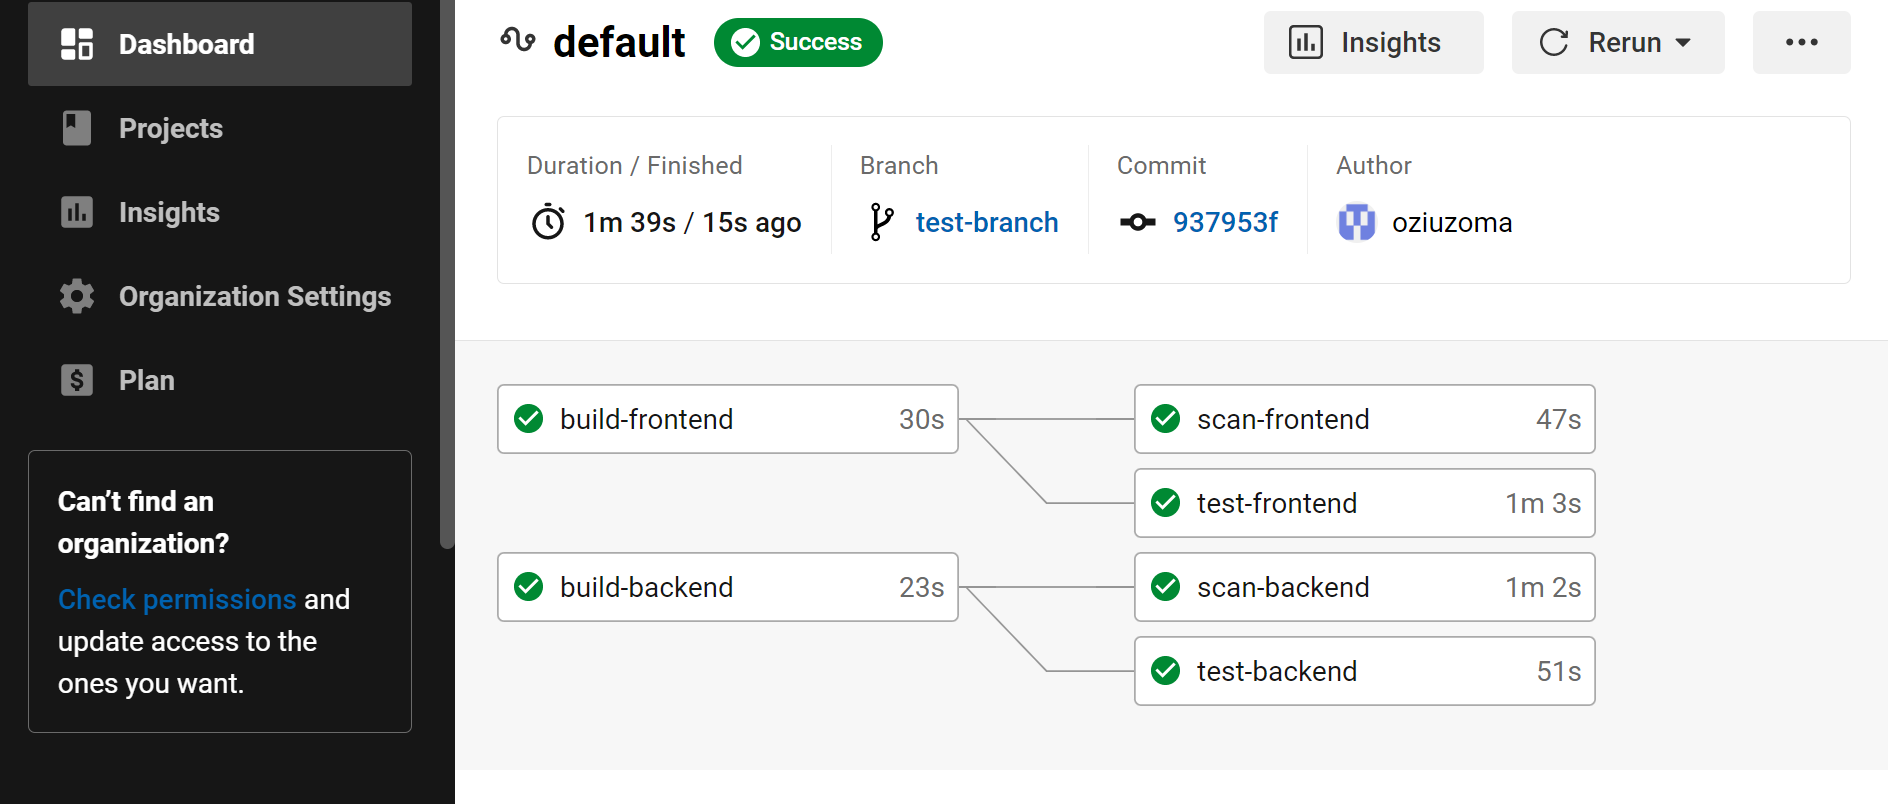 Dashboard
Projects
Insights
Organization Settings
$ Plan
Can’t find an
organization?
Check permissions and
update access to the
ones you want.
default Success
Insights Rerun
Duration / Finished Branch Commit Author
1m 39s / 15s ago test-branch 937953f oziuzoma
build-frontend 30s scan-frontend 47s
test-frontend 1m 3s
build-backend 23s scan-backend 1m 2s
test-backend 51s